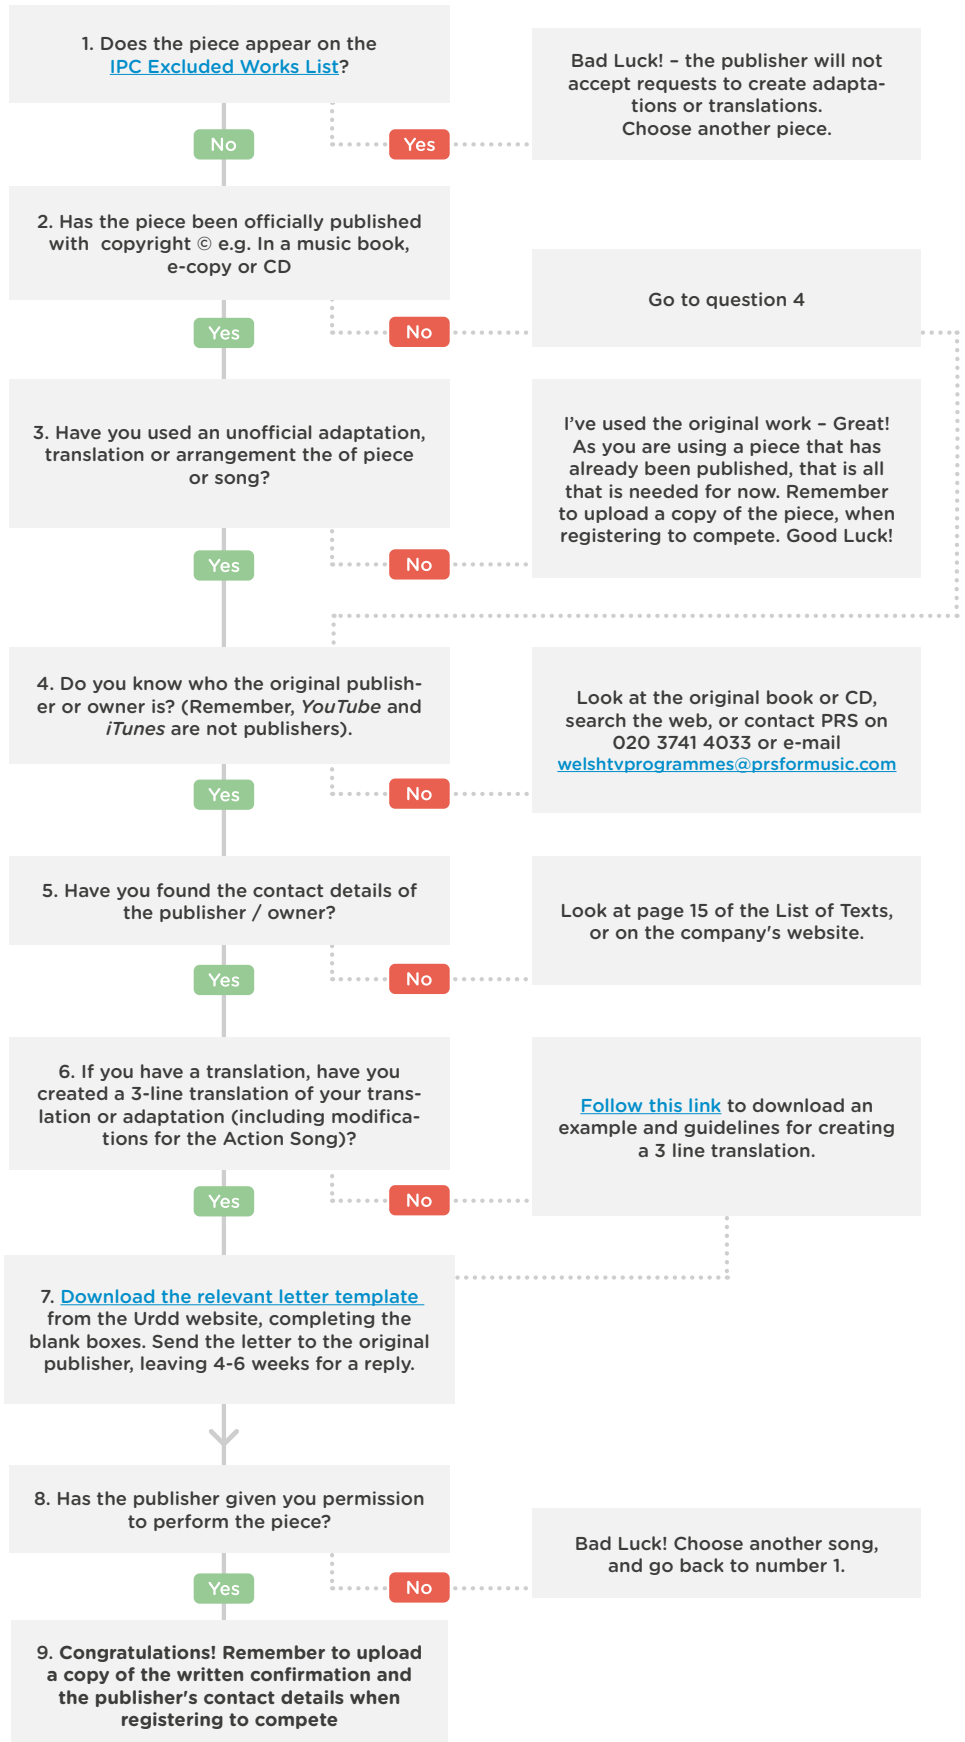 1. Does the piece appear on the
IPC Excluded Works List?
Bad Luck! – the publisher will not
accept requests to create adapta-
tions or translations.
Choose another piece.
No
Yes
2. Has the piece been officially published
with copyright © e.g. In a music book,
e-copy or CD
Go to question 4
Yes
No
3. Have you used an unofficial adaptation,
translation or arrangement the of piece
or song?
I've used the original work – Great!
As you are using a piece that has
already been published, that is all
that is needed for now. Remember
to upload a copy of the piece, when
registering to compete. Good Luck!
Yes
No
4. Do you know who the original publish-
er or owner is? (Remember, YouTube and
iTunes are not publishers).
Look at the original book or CD,
search the web, or contact PRS on
020 3741 4033 or e-mail
welshtvprogrammes@prsformusic.com
Yes
No
5. Have you found the contact details of
the publisher / owner?
Look at page 15 of the List of Texts,
or on the company's website.
Yes
No
6. If you have a translation, have you
created a 3-line translation of your trans-
lation or adaptation (including modifica-
tions for the Action Song)?
Follow this link to download an
example and guidelines for creating
a 3 line translation.
Yes
No
7. Download the relevant letter template
from the Urdd website, completing the
blank boxes. Send the letter to the original
publisher, leaving 4-6 weeks for a reply.
8. Has the publisher given you permission
to perform the piece?
Bad Luck! Choose another song,
and go back to number 1.
Yes
No
9. Congratulations! Remember to upload
a copy of the written confirmation and
the publisher's contact details when
registering to compete